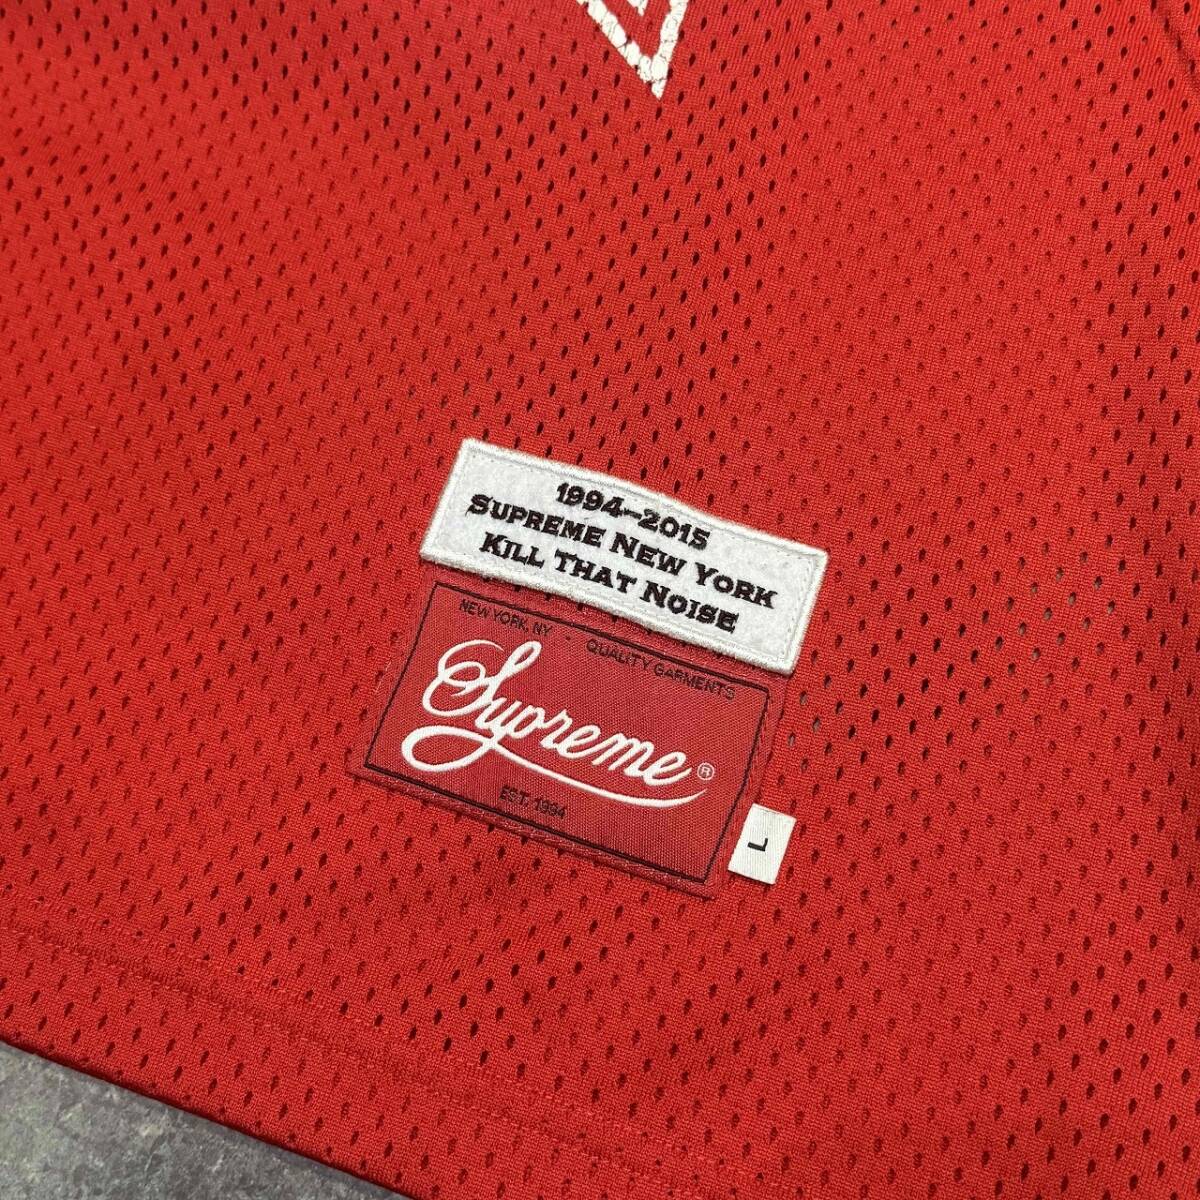 1994–2015
Supreme New York
Kill That Noise
NEW YORK, NY · QUALITY GARMENTS
Supreme®
EST. 1994
L